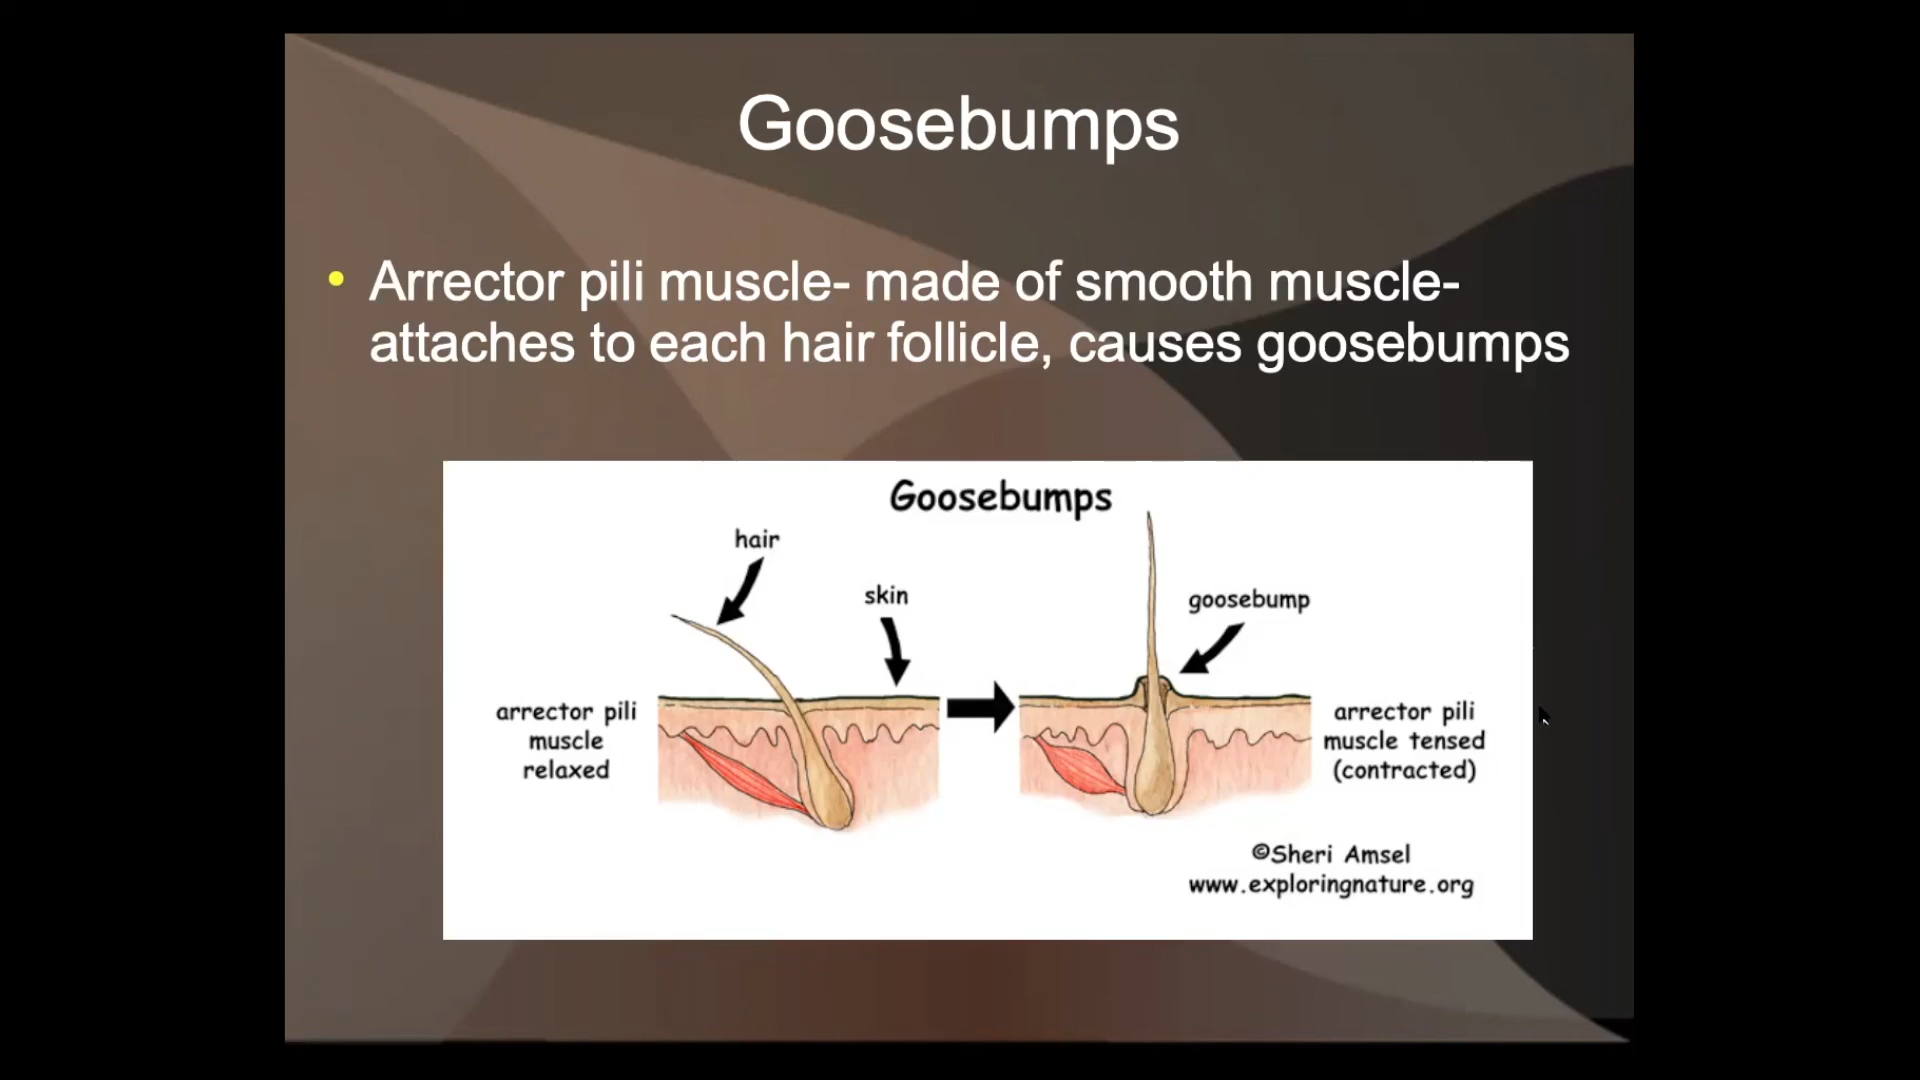 Goosebumps
• Arrector pili muscle- made of smooth muscle-
attaches to each hair follicle, causes goosebumps
Goosebumps
hair
skin
goosebump
arrector pili
muscle
relaxed
arrector pili
muscle tensed
(contracted)
©Sheri Amsel
www.exploringnature.org